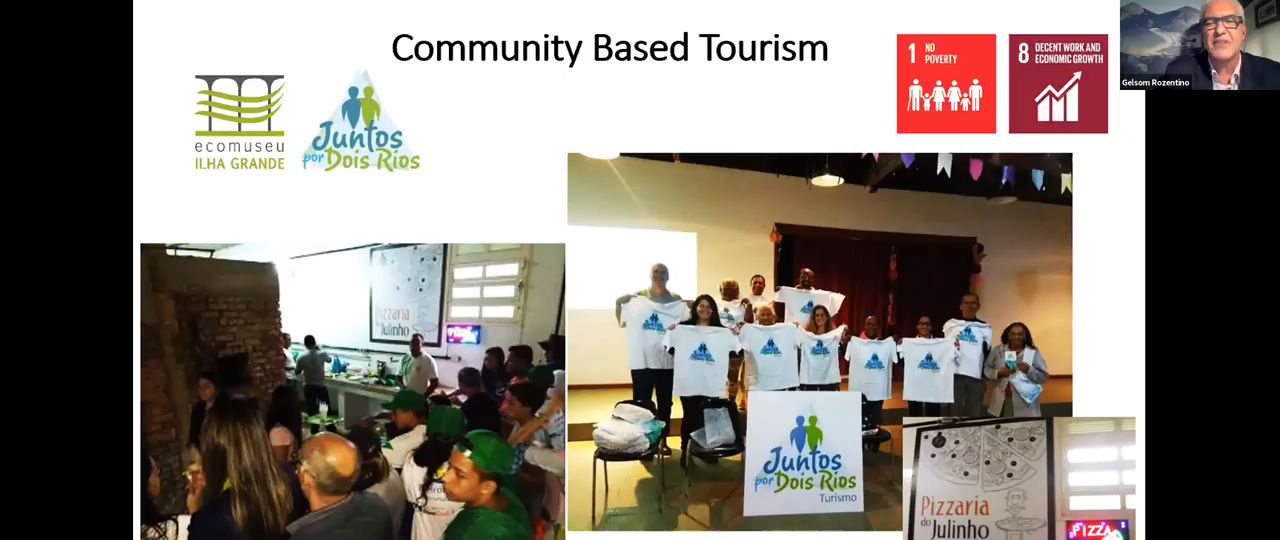 Community Based Tourism
1 NO
POVERTY
8 DECENT WORK AND
ECONOMIC GROWTH
Gelsom Rozentino
ecomuseu
ILHA GRANDE
Juntos
por Dois Rios
Pizzaria
do
Julinho
Juntos
por Dois Rios
Turismo
Pizzaria
do
Julinho
PIZZA